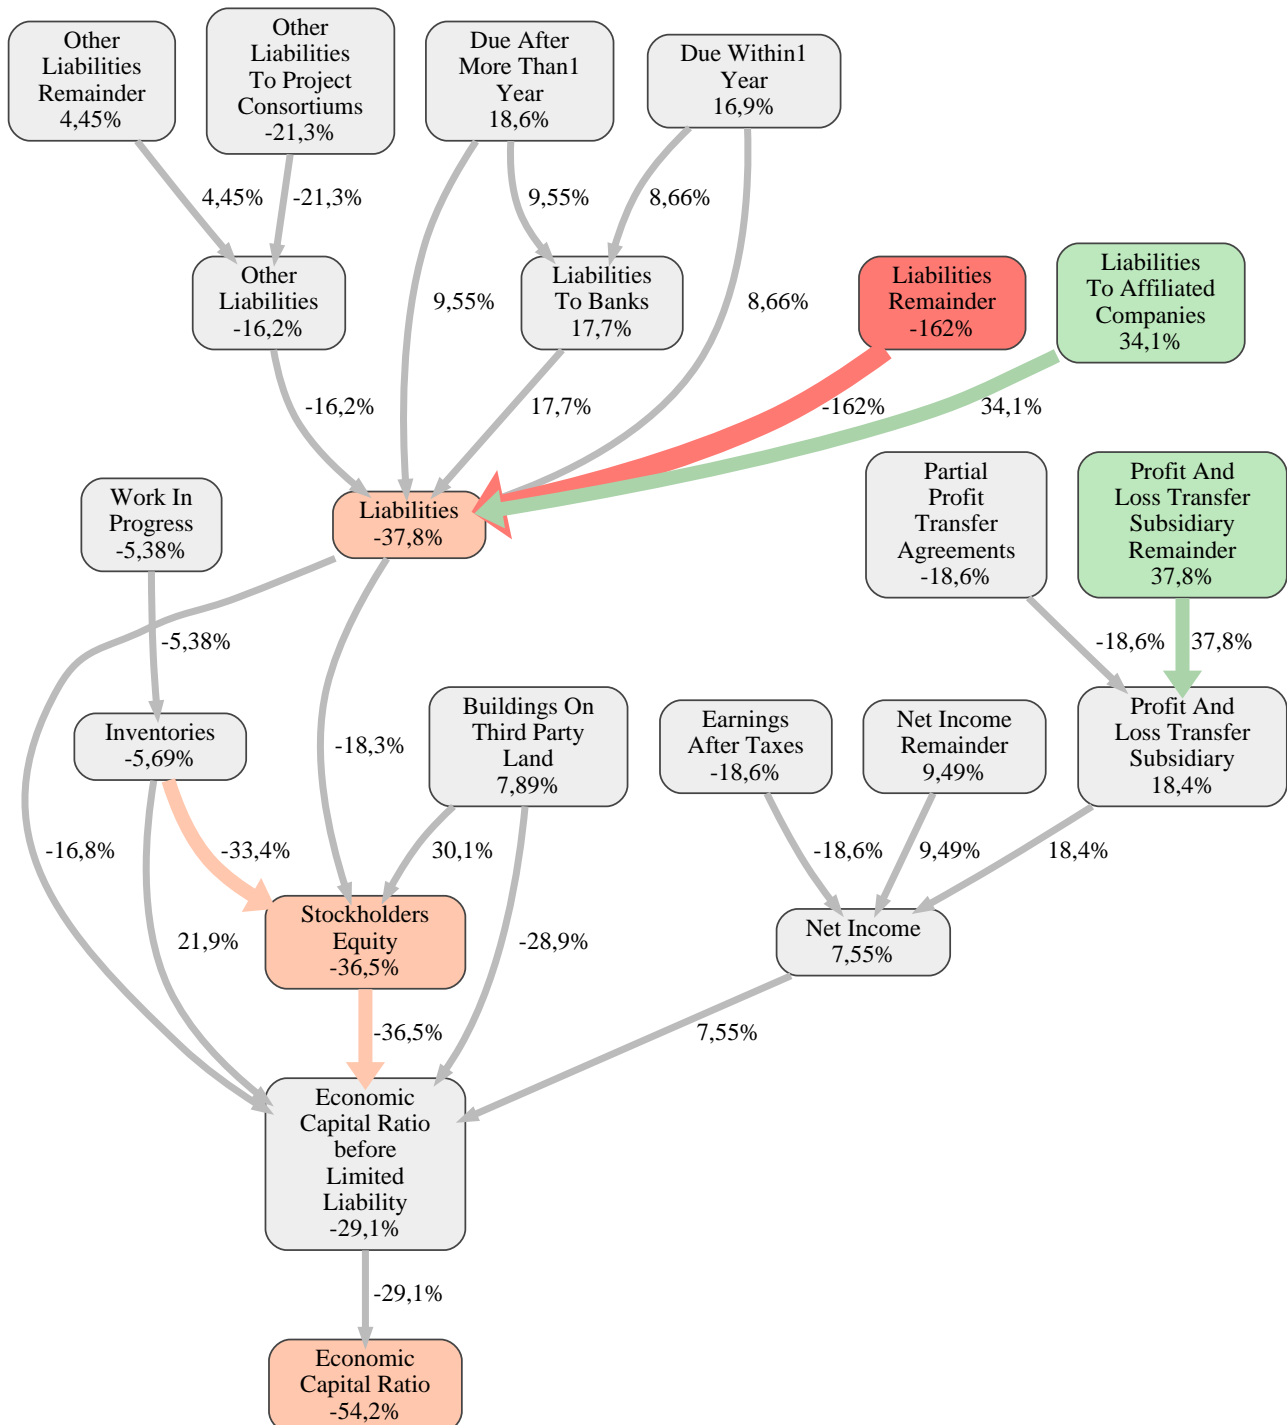 Other
Liabilities
Remainder
4,45%
Other
Liabilities
To Project
Consortiums
-21,3%
Due After
More Than1
Year
18,6%
Due Within1
Year
16,9%
4,45%
-21,3%
9,55%
8,66%
Other
Liabilities
-16,2%
Liabilities
To Banks
17,7%
Liabilities
Remainder
-162%
Liabilities
To Affiliated
Companies
34,1%
9,55%
8,66%
-16,2%
17,7%
-162%
34,1%
Work In
Progress
-5,38%
Liabilities
-37,8%
Partial
Profit
Transfer
Agreements
-18,6%
Profit And
Loss Transfer
Subsidiary
Remainder
37,8%
-5,38%
-18,6%
37,8%
Inventories
-5,69%
-18,3%
Buildings On
Third Party
Land
7,89%
Earnings
After Taxes
-18,6%
Net Income
Remainder
9,49%
Profit And
Loss Transfer
Subsidiary
18,4%
-16,8%
-33,4%
30,1%
-18,6%
9,49%
18,4%
21,9%
Stockholders
Equity
-36,5%
-28,9%
Net Income
7,55%
-36,5%
7,55%
Economic
Capital Ratio
before
Limited
Liability
-29,1%
-29,1%
Economic
Capital Ratio
-54,2%